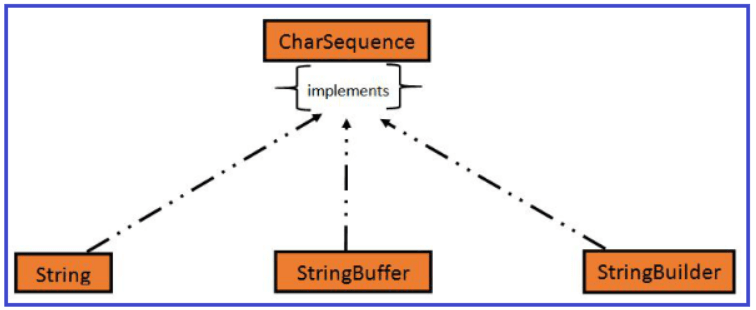 CharSequence
implements
String
StringBuffer
StringBuilder